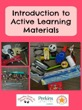 Introduction to
Active Learning
Materials
Perkins